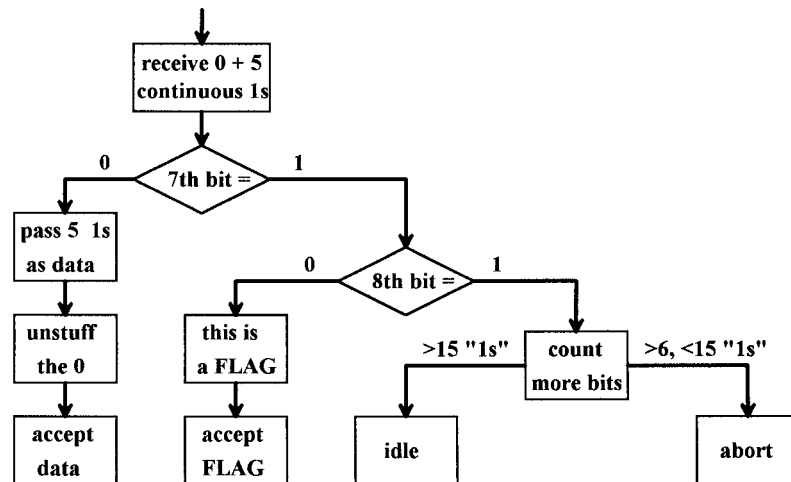 receive 0 + 5
continuous 1s
0
7th bit =
1
pass 5 1s
as data
0
8th bit =
1
unstuff
the 0
this is
a FLAG
>15 "1s"
count
more bits
>6, <15 "1s"
accept
data
accept
FLAG
idle
abort